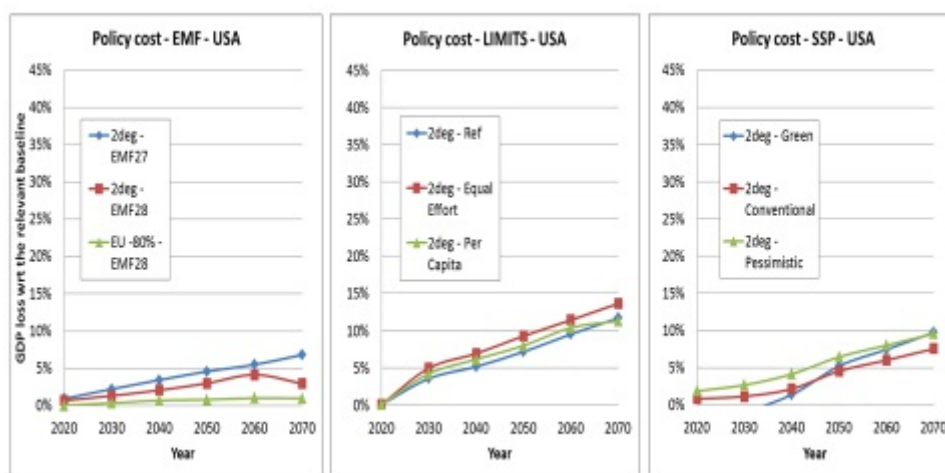 Policy cost - EMF - USA
GDP loss wrt the relevant baseline
45%
40%
35%
30%
25%
20%
15%
10%
5%
0%
2deg -
EMF27
2deg -
EMF28
EU -80% -
EMF28
2020 2030 2040 2050 2060 2070
Year
Policy cost - LIMITS - USA
45%
40%
35%
30%
25%
20%
15%
10%
5%
0%
2deg - Ref
2deg - Equal
Effort
2deg - Per
Capita
2020 2030 2040 2050 2060 2070
Year
Policy cost - SSP - USA
45%
40%
35%
30%
25%
20%
15%
10%
5%
0%
2deg - Green
2deg -
Conventional
2deg -
Pessimistic
2020 2030 2040 2050 2060 2070
Year